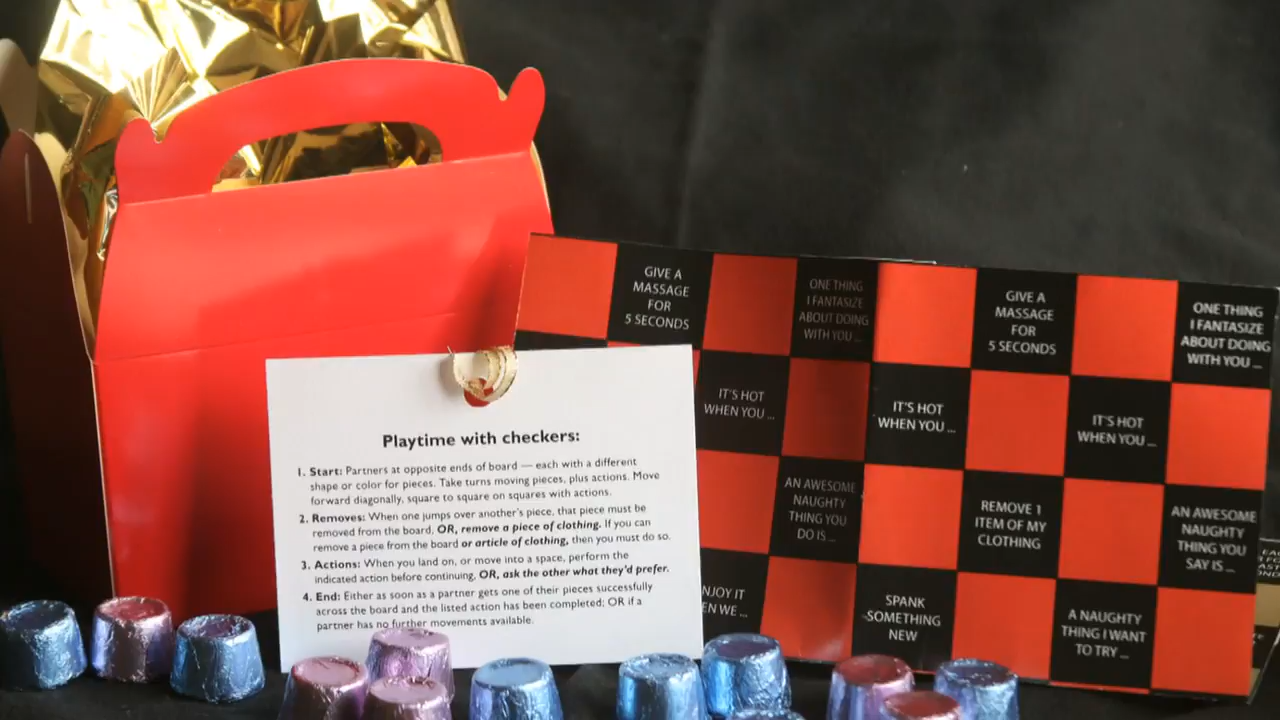 Playtime with checkers:
1. Start: Partners at opposite ends of board — each with a different
shape or color for pieces. Take turns moving pieces, plus actions. Move
forward diagonally, square to square on squares with actions.
2. Removes: When one jumps over another's piece, that piece must be
removed from the board, OR, remove a piece of clothing. If you can
remove a piece from the board or article of clothing, then you must do so.
3. Actions: When you land on, or move into a space, perform the
indicated action before continuing, OR, ask the other what they'd prefer.
4. End: Either as soon as a partner gets one of their pieces successfully
across the board and the listed action has been completed; OR if a
partner has no further movements available.
GIVE A
MASSAGE
FOR
5 SECONDS
ONE THING
I FANTASIZE
ABOUT DOING
WITH YOU ...
GIVE A
MASSAGE
FOR
5 SECONDS
ONE THING
I FANTASIZE
ABOUT DOING
WITH YOU ...
IT'S HOT
WHEN YOU ...
IT'S HOT
WHEN YOU ...
IT'S HOT
WHEN YOU ...
AN AWESOME
NAUGHTY
THING YOU
DO IS ...
REMOVE 1
ITEM OF MY
CLOTHING
AN AWESOME
NAUGHTY
THING YOU
SAY IS ...
NJOY IT
EN WE ...
SPANK
SOMETHING
NEW
A NAUGHTY
THING I WANT
TO TRY ...